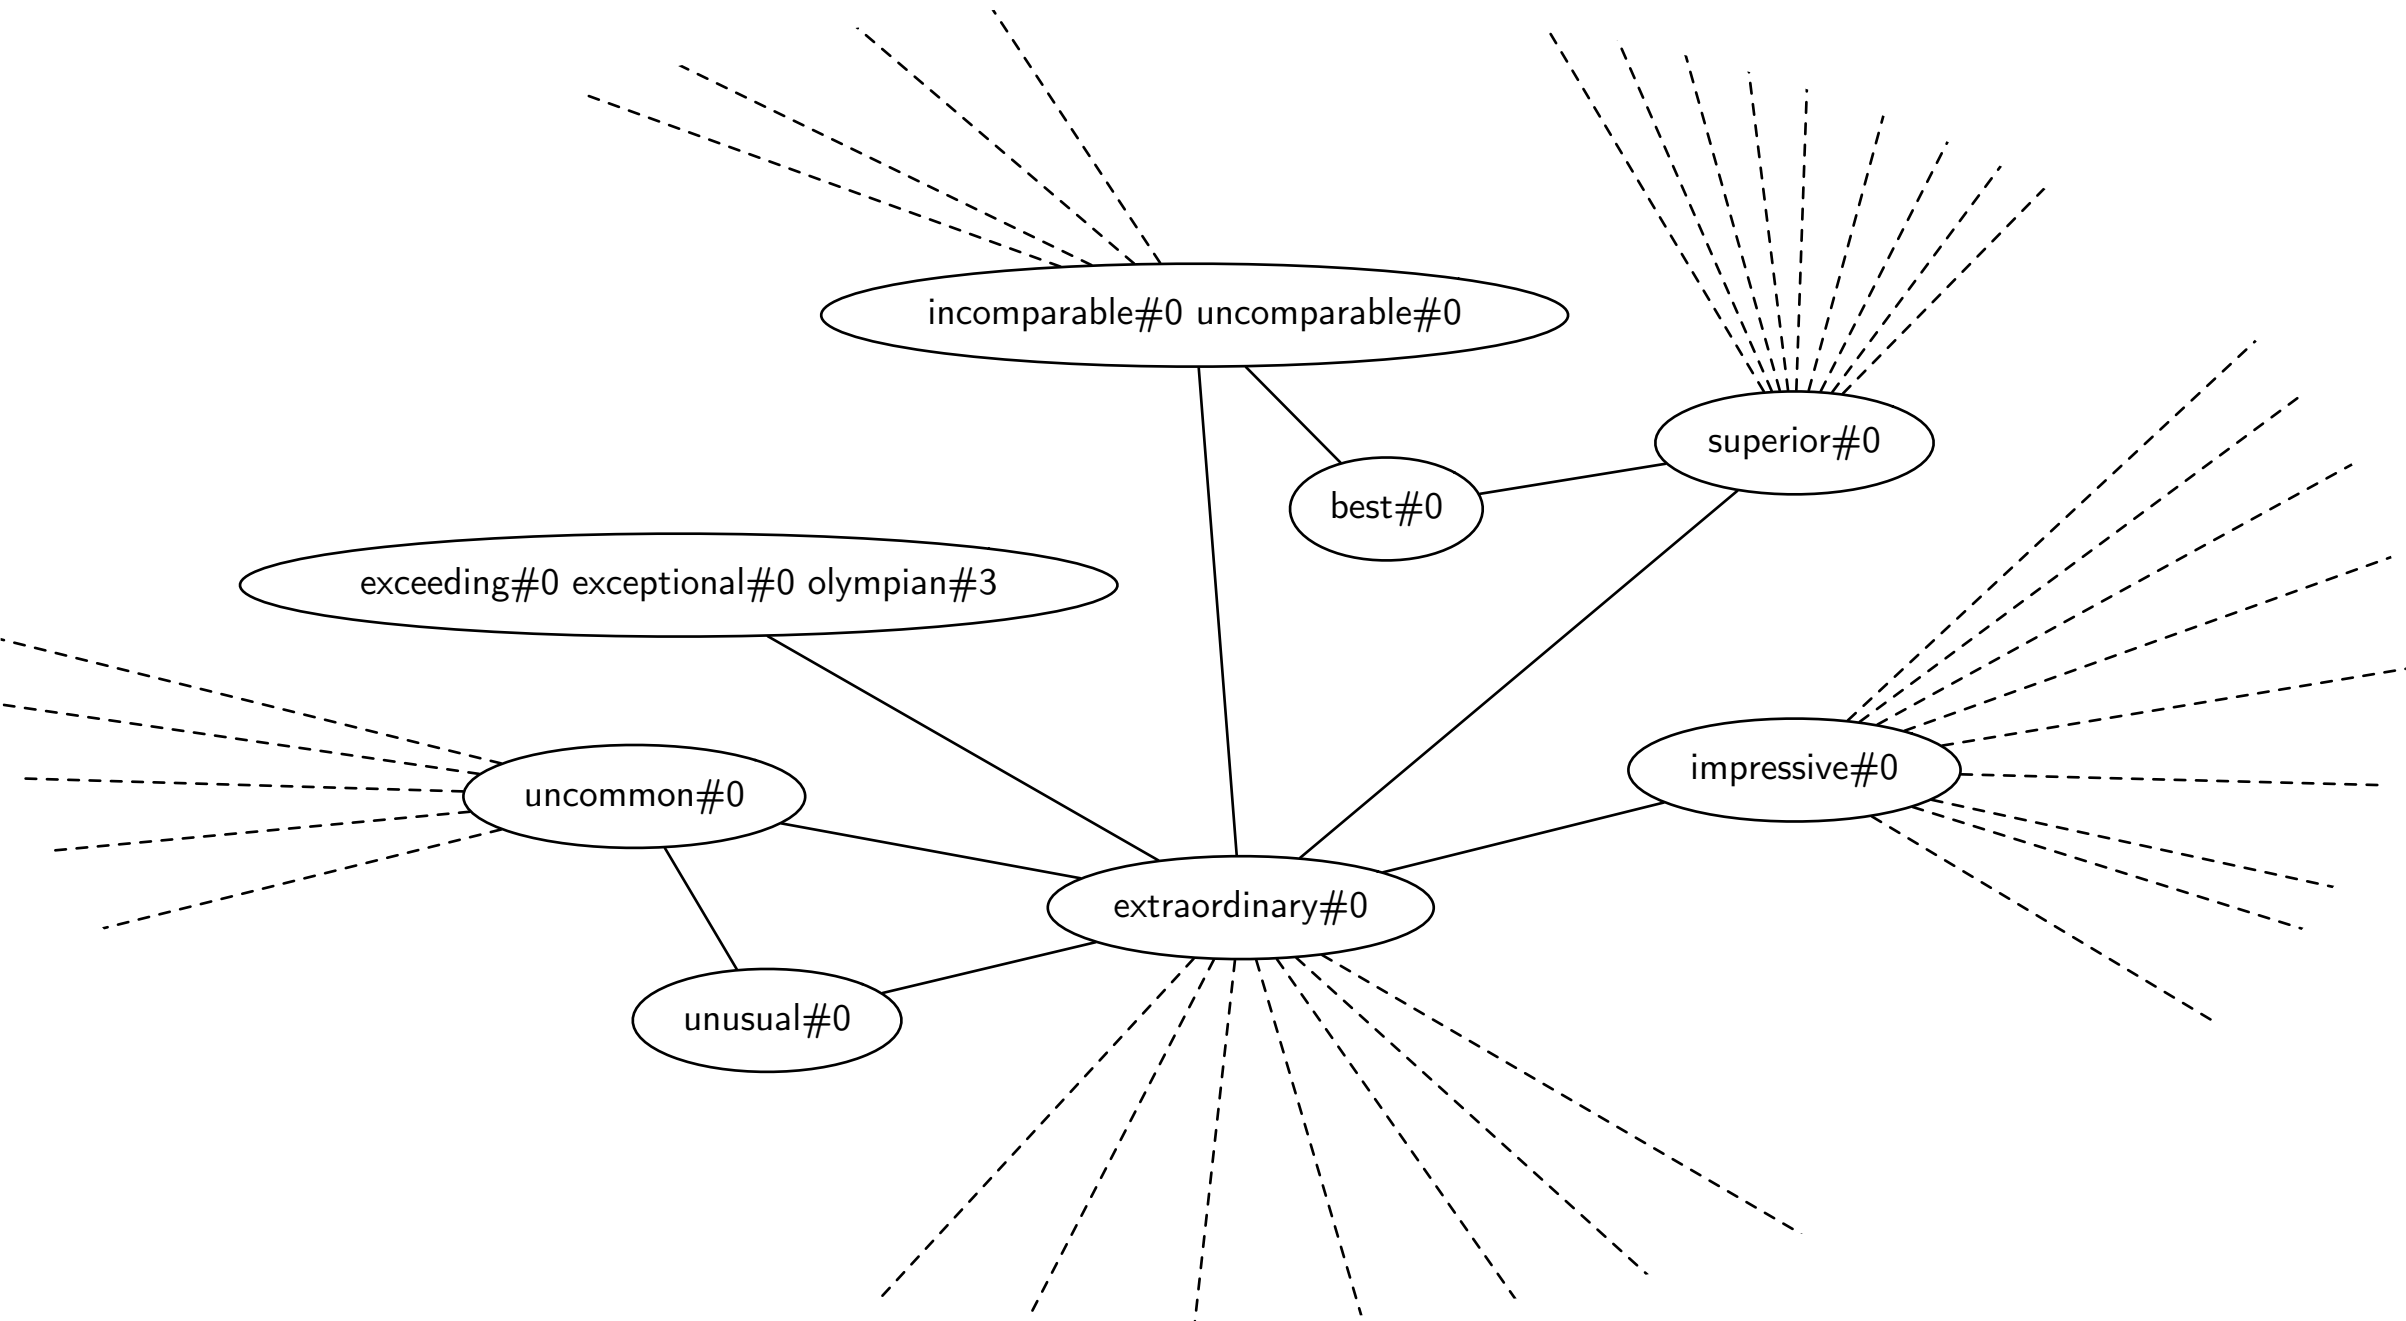 incomparable#0 uncomparable#0
superior#0
best#0
exceeding#0 exceptional#0 olympian#3
impressive#0
uncommon#0
extraordinary#0
unusual#0